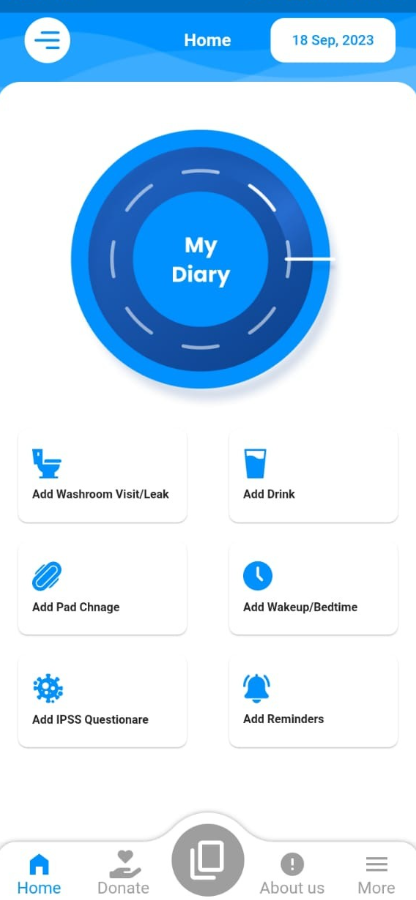 Home
18 Sep, 2023
My
Diary
Add Washroom Visit/Leak
Add Drink
Add Pad Chnage
Add Wakeup/Bedtime
Add IPSS Questionare
Add Reminders
Home
Donate
About us
More